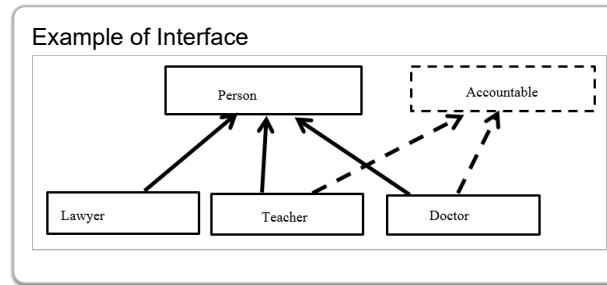 Example of Interface
Person
Accountable
Lawyer
Teacher
Doctor